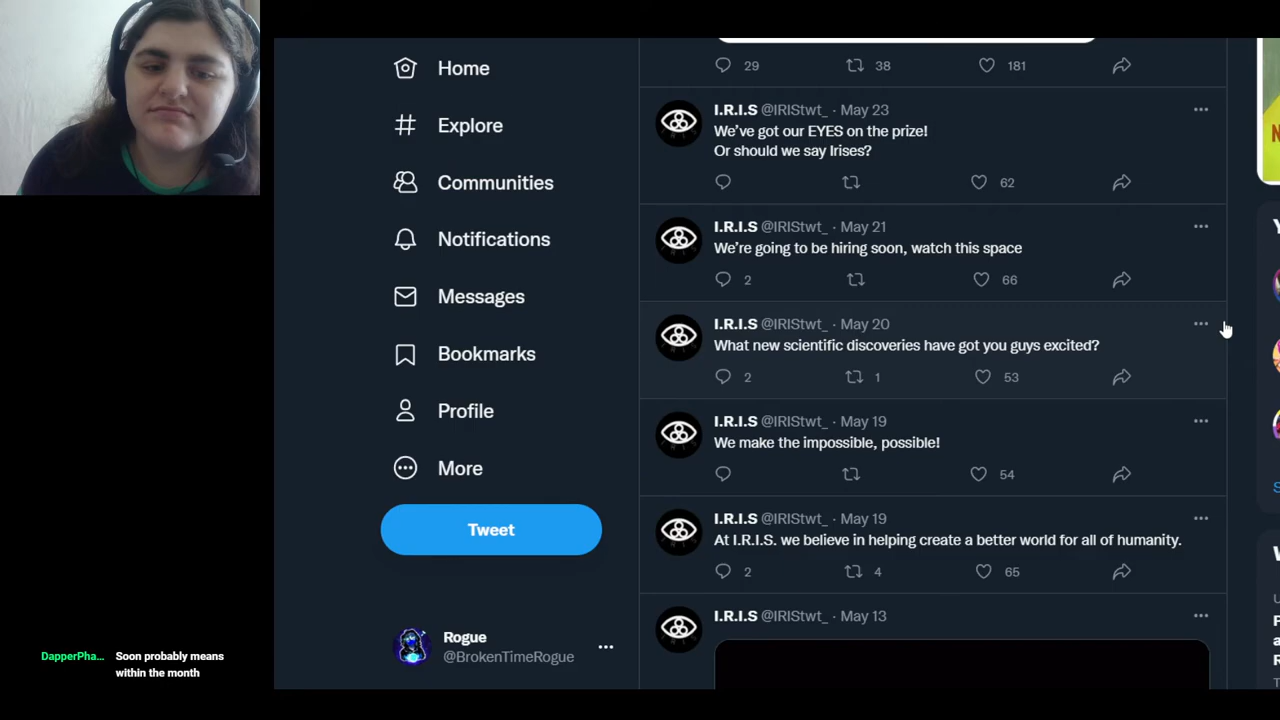 Home
Explore
Communities
Notifications
Messages
Bookmarks
Profile
More
Tweet
Rogue
@BrokenTimeRogue
29 38 181
I.R.I.S @IRIStwt_ · May 23
We've got our EYES on the prize!
Or should we say Irises?
62
I.R.I.S @IRIStwt_ · May 21
We're going to be hiring soon, watch this space
2 66
I.R.I.S @IRIStwt_ · May 20
What new scientific discoveries have got you guys excited?
2 1 53
I.R.I.S @IRIStwt_ · May 19
We make the impossible, possible!
54
I.R.I.S @IRIStwt_ · May 19
At I.R.I.S. we believe in helping create a better world for all of humanity.
2 4 65
I.R.I.S @IRIStwt_ · May 13
DapperPha... Soon probably means
within the month